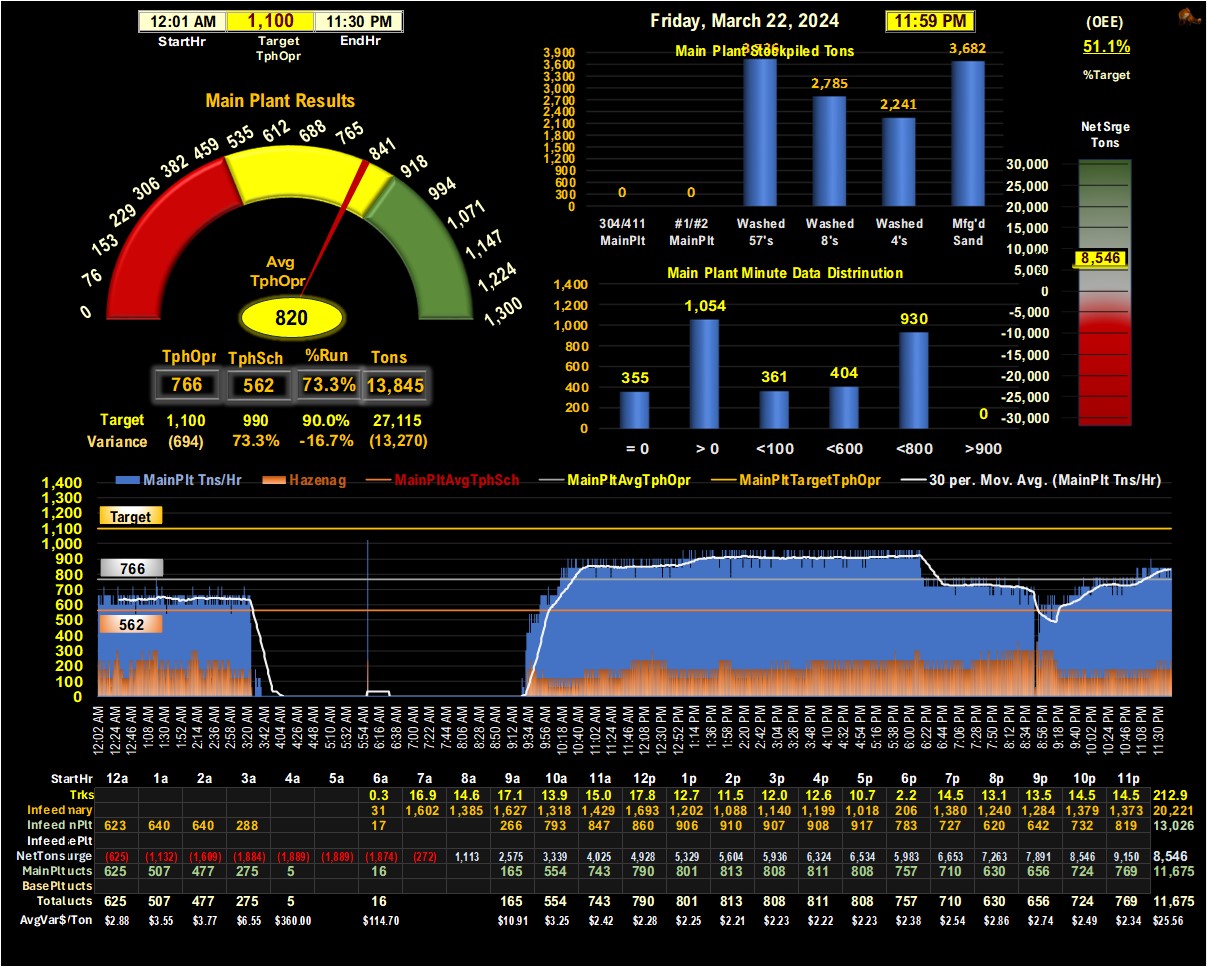 12:01 AM 1,100 11:30 PM
StartHr Target EndHr
TphOpr
Friday, March 22, 2024 11:59 PM
(OEE)
51.1%
%Target
Main Plant Results
0 76 153 229 306 382 459 535 612 688 765 841 918 994 1,071 1,147 1,224 1,300
Avg
TphOpr
820
TphOpr TphSch %Run Tons
766 562 73.3% 13,845
Target 1,100 990 90.0% 27,115
Variance (694) 73.3% -16.7% (13,270)
Main Plant Stockpiled Tons
3,900
3,600
3,300
3,000
2,700
2,400
2,100
1,800
1,500
1,200
900
600
300
0
0 0 2,785 2,241 3,682
304/411 #1/#2 Washed Washed Washed Mfg'd
MainPlt MainPlt 57's 8's 4's Sand
Main Plant Minute Data Distrinution
1,400
1,200
1,000
800
600
400
200
0
355 1,054 361 404 930 0
= 0 > 0 <100 <600 <800 >900
Net Srge
Tons
30,000
25,000
20,000
15,000
10,000
5,000
0
-5,000
-10,000
-15,000
-20,000
-25,000
-30,000
8,546
MainPlt Tns/Hr Hazenag MainPltAvgTphSch MainPltAvgTphOpr MainPltTargetTphOpr 30 per. Mov. Avg. (MainPlt Tns/Hr)
1,400
1,300
1,200
1,100
1,000
900
800
700
600
500
400
300
200
100
0
Target
766
562
12:02 AM 12:24 AM 12:46 AM 1:08 AM 1:30 AM 1:52 AM 2:14 AM 2:36 AM 2:58 AM 3:20 AM 3:42 AM 4:04 AM 4:26 AM 4:48 AM 5:10 AM 5:32 AM 5:54 AM 6:16 AM 6:38 AM 7:00 AM 7:22 AM 7:44 AM 8:06 AM 8:28 AM 8:50 AM 9:12 AM 9:34 AM 9:56 AM 10:18 AM 10:40 AM 11:02 AM 11:24 AM 11:46 AM 12:08 PM 12:30 PM 12:52 PM 1:14 PM 1:36 PM 1:58 PM 2:20 PM 2:42 PM 3:04 PM 3:26 PM 3:48 PM 4:10 PM 4:32 PM 4:54 PM 5:16 PM 5:38 PM 6:00 PM 6:22 PM 6:44 PM 7:06 PM 7:28 PM 7:50 PM 8:12 PM 8:34 PM 8:56 PM 9:18 PM 9:40 PM 10:02 PM 10:24 PM 10:46 PM 11:08 PM 11:30 PM
StartHr 12a 1a 2a 3a 4a 5a 6a 7a 8a 9a 10a 11a 12p 1p 2p 3p 4p 5p 6p 7p 8p 9p 10p 11p
Trks 0.3 16.9 14.6 17.1 13.9 15.0 17.8 12.7 11.5 12.0 12.6 10.7 2.2 14.5 13.1 13.5 14.5 14.5 212.9
Infeed nary 31 1,602 1,385 1,627 1,318 1,429 1,693 1,202 1,088 1,140 1,199 1,018 206 1,380 1,240 1,284 1,379 1,373 20,221
Infeed nPlt 623 640 640 288 17 266 793 847 860 906 910 907 908 917 783 727 620 642 732 819 13,026
Infeed ePlt
NetTons urge (625) (1,132) (1,609) (1,884) (1,889) (1,889) (1,874) (272) 1,113 2,575 3,339 4,025 4,928 5,329 5,604 5,936 6,324 6,534 5,983 6,653 7,263 7,891 8,546 9,150 8,546
MainPlt ucts 625 507 477 275 5 16 165 554 743 790 801 813 808 811 808 757 710 630 656 724 769 11,675
BasePlt ucts
Total ucts 625 507 477 275 5 16 165 554 743 790 801 813 808 811 808 757 710 630 656 724 769 11,675
AvgVar$/Ton $2.88 $3.55 $3.77 $6.55 $360.00 $114.70 $10.91 $3.25 $2.42 $2.28 $2.25 $2.21 $2.23 $2.22 $2.23 $2.38 $2.54 $2.86 $2.74 $2.49 $2.34 $25.56